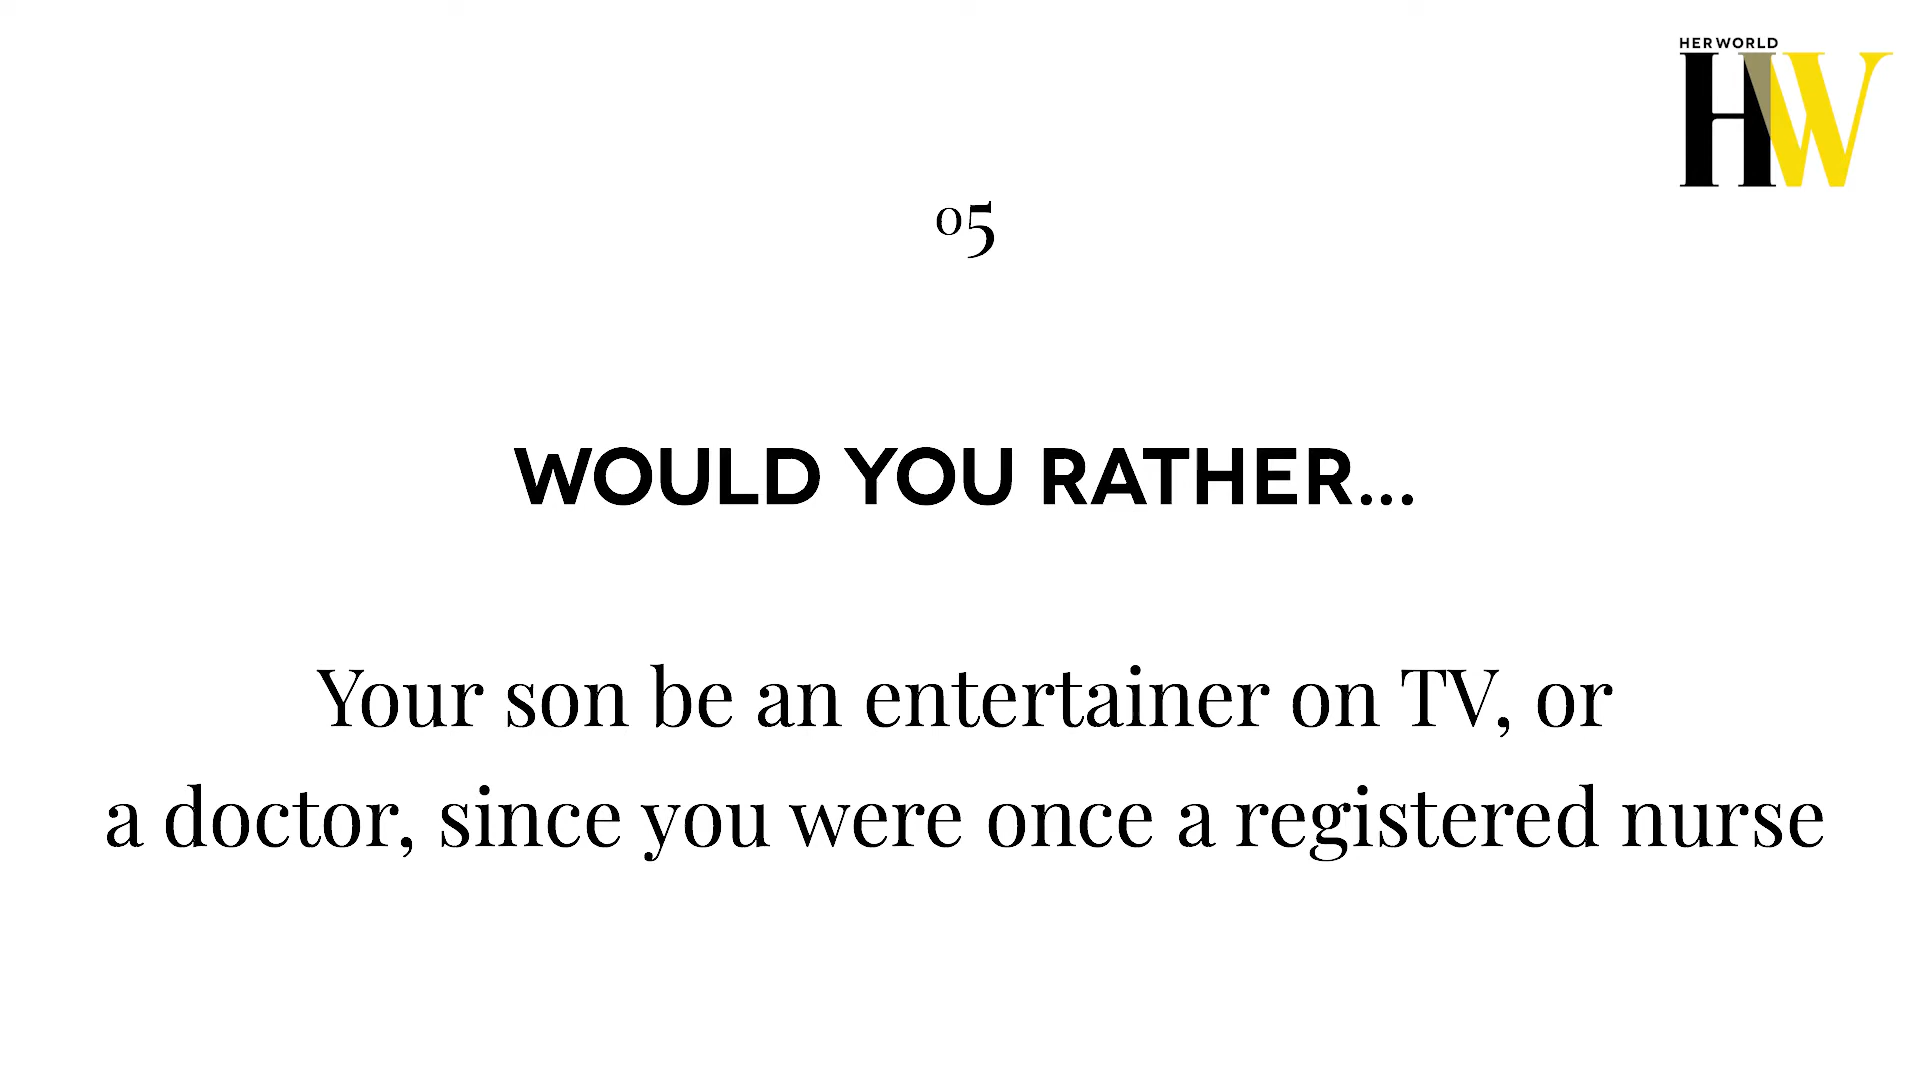 HERWORLD
HW
05
WOULD YOU RATHER...
Your son be an entertainer on TV, or
a doctor, since you were once a registered nurse